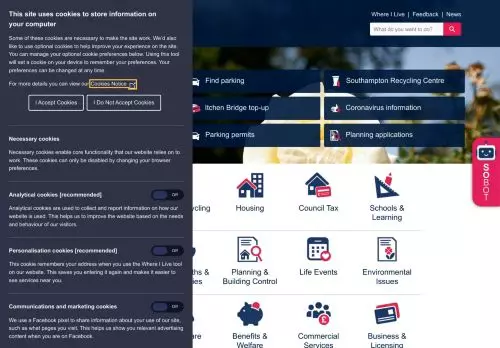 This site uses cookies to store information on
your computer
Some of these cookies are necessary to make the site work. We'd also
like to use optional cookies to help improve your experience on the site.
You can manage your optional cookie preferences below. Using this tool
will set a cookie on your device to remember your preferences. Your
preferences can be changed at any time.
For more details you can view our Cookies Notice
I Accept Cookies
I Do Not Accept Cookies
Necessary cookies
Necessary cookies enable core functionality that our website relies on to
work. These cookies can only be disabled by changing your browser
preferences.
Analytical cookies [recommended]
Off
Analytical cookies are used to collect and report information on how our
website is used. This helps us to improve the website based on the needs
and behaviour of our visitors.
Personalisation cookies [recommended]
Off
This cookie remembers your address when you use the Where I Live tool
on our website. This saves you entering it again and makes it easier to
see services near you.
Communications and marketing cookies
Off
We use a Facebook pixel to share information about your use of our site,
such as what pages you visit. This helps us show you relevant advertising
content when you are on Facebook.
Where I Live | Feedback | News
What do you want to do?
Find parking
Southampton Recycling Centre
Itchen Bridge top-up
Coronavirus information
Parking permits
Planning applications
SOBOT
Housing
Council Tax
Schools &
Learning
Planning &
Building Control
Life Events
Environmental
Issues
Benefits &
Welfare
Commercial
Services
Business &
Licensing